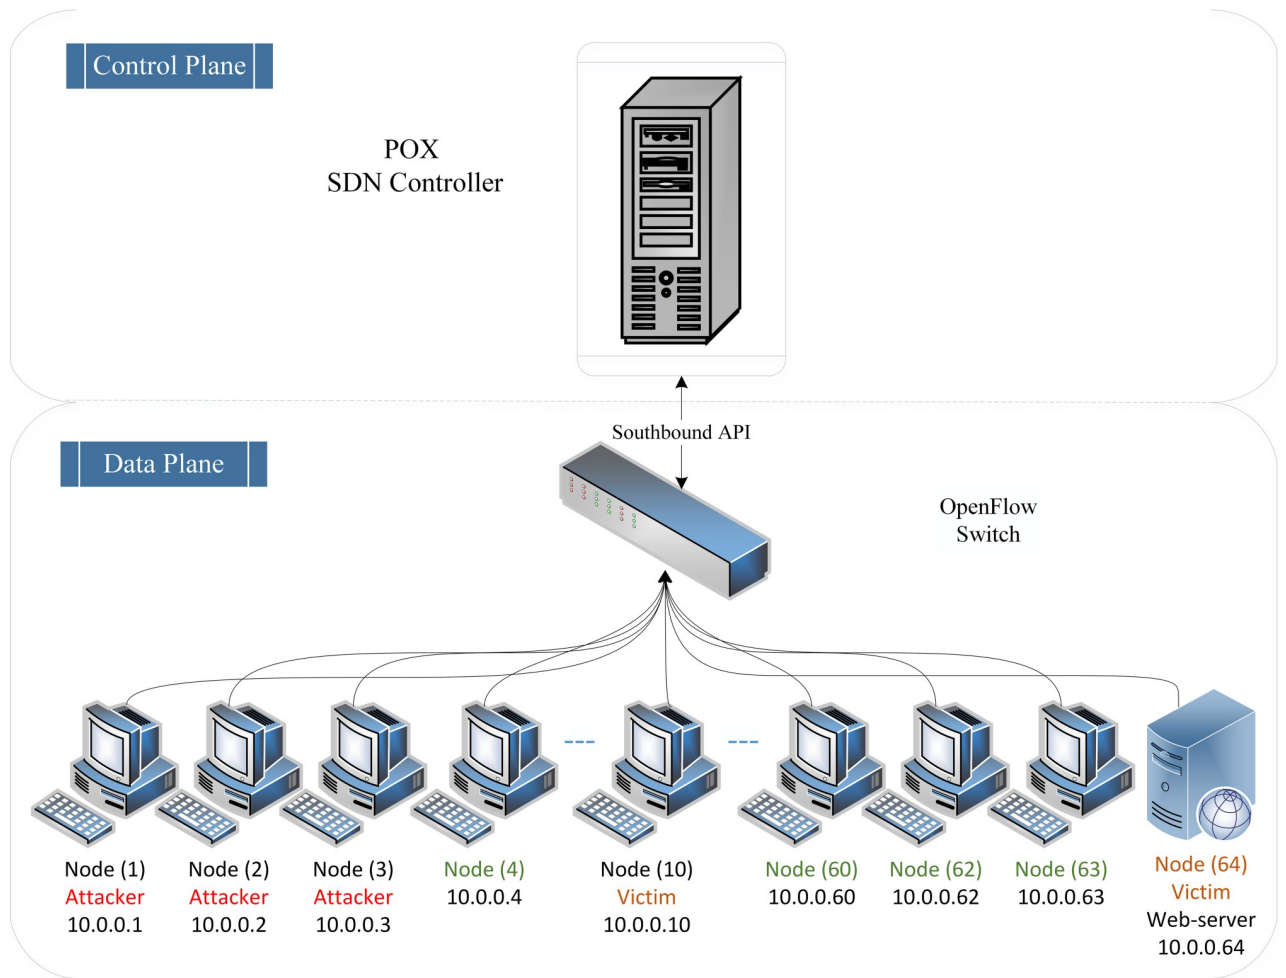 Control Plane
POX
SDN Controller
Southbound API
Data Plane
OpenFlow
Switch
Node (1)
Attacker
10.0.0.1
Node (2)
Attacker
10.0.0.2
Node (3)
Attacker
10.0.0.3
Node (4)
10.0.0.4
Node (10)
Victim
10.0.0.10
Node (60)
10.0.0.60
Node (62)
10.0.0.62
Node (63)
10.0.0.63
Node (64)
Victim
Web-server
10.0.0.64